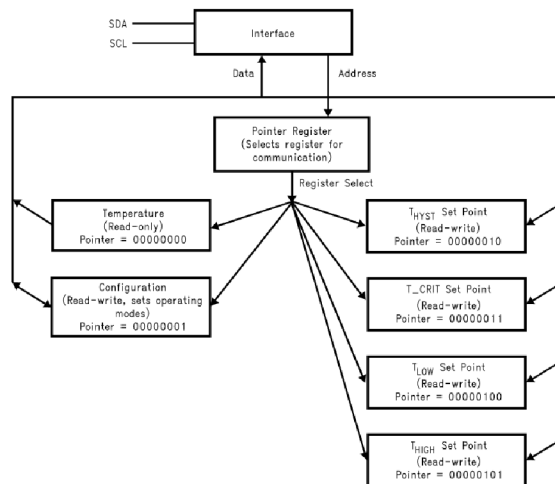 SDA
SCL
Interface
Data
Address
Pointer Register
(Selects register for
communication)
Register Select
Temperature
(Read-only)
Pointer = 00000000
Configuration
(Read-write, sets operating
modes)
Pointer = 00000001
THYST Set Point
(Read-write)
Pointer = 00000010
T_CRIT Set Point
(Read-write)
Pointer = 00000011
TLOW Set Point
(Read-write)
Pointer = 00000100
THIGH Set Point
(Read-write)
Pointer = 00000101